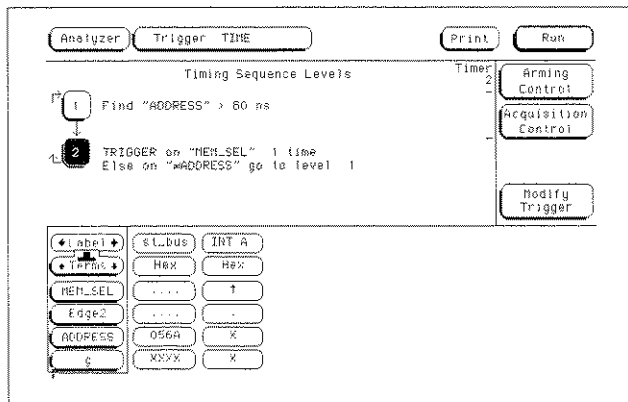 Analyzer Trigger TIME Print Run
Timing Sequence Levels
Timer
2
-
-
Arming
Control
Acquisition
Control
Modify
Trigger
1 Find "ADDRESS" > 60 ns
2 TRIGGER on "MEM_SEL" 1 time
Else on "≠ADDRESS" go to level 1
Label st_bus INT A
Terms Hex Hex
MEM_SEL .... ↑
Edge2 .... .
ADDRESS 056A X
XXXX X